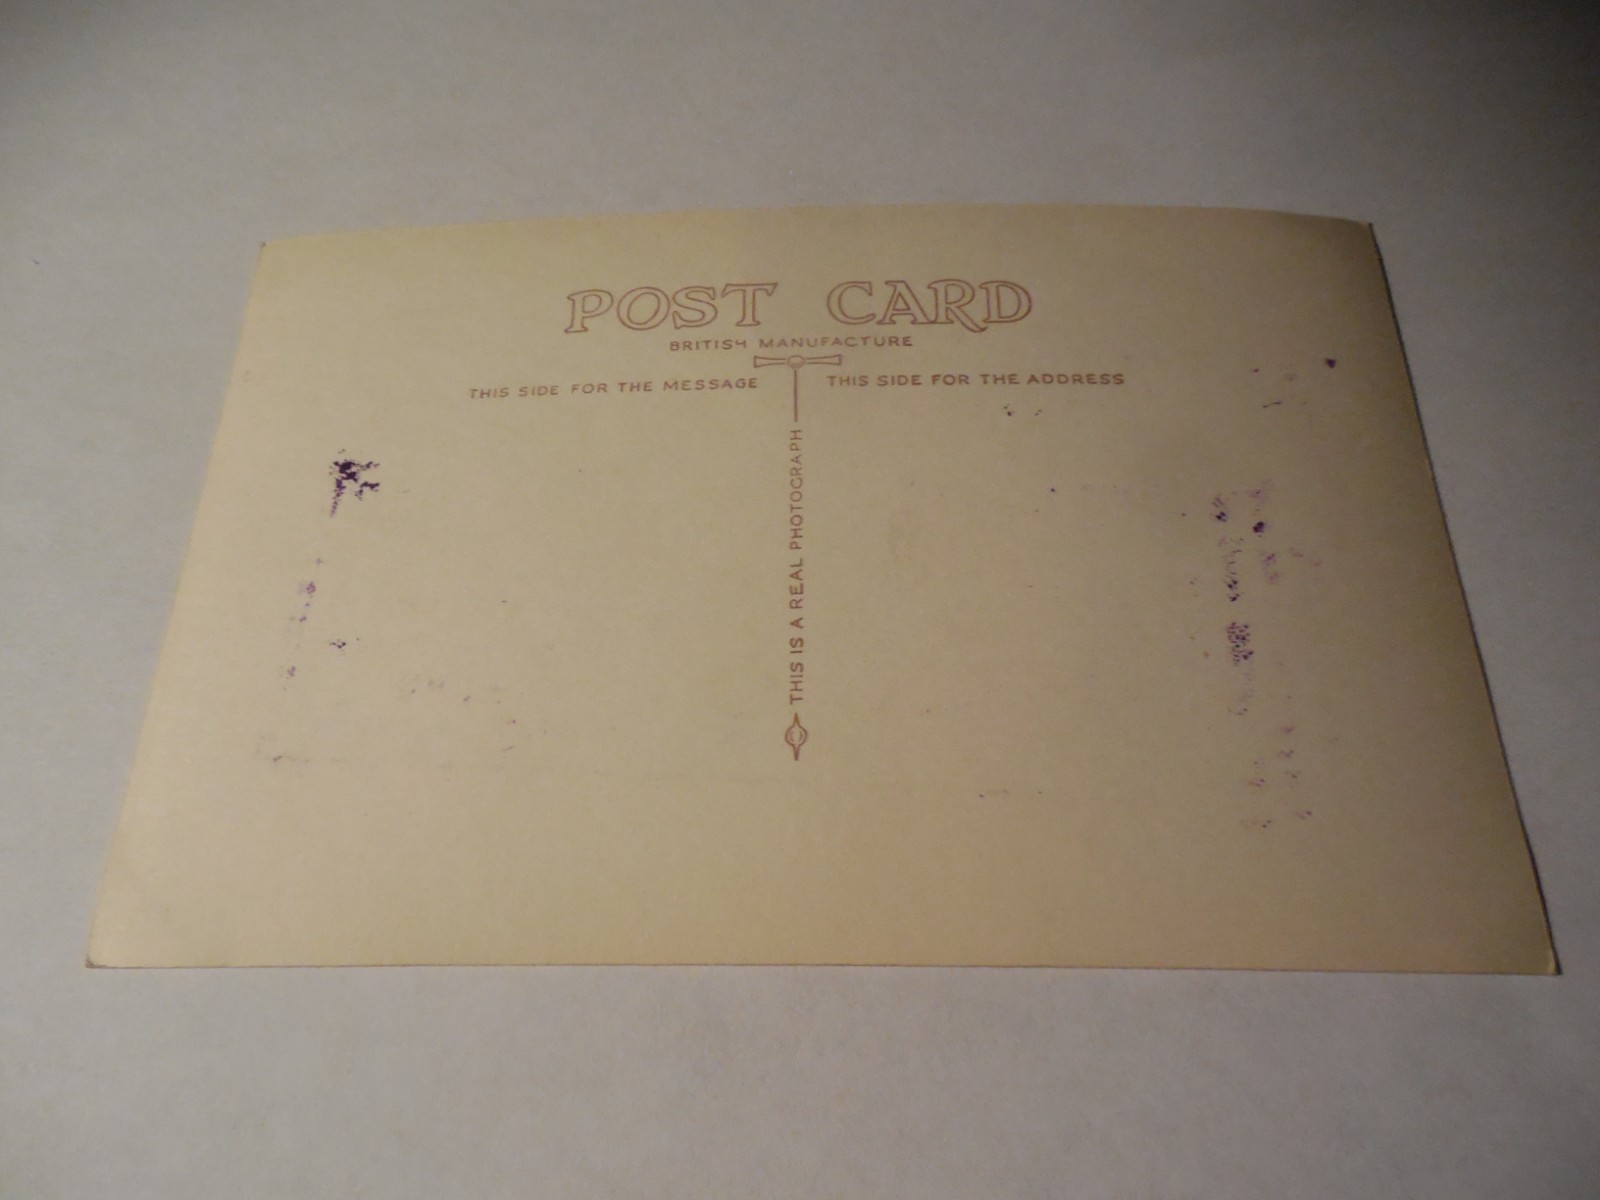 POST CARD
BRITISH MANUFACTURE
THIS SIDE FOR THE MESSAGE
THIS SIDE FOR THE ADDRESS
THIS IS A REAL PHOTOGRAPH